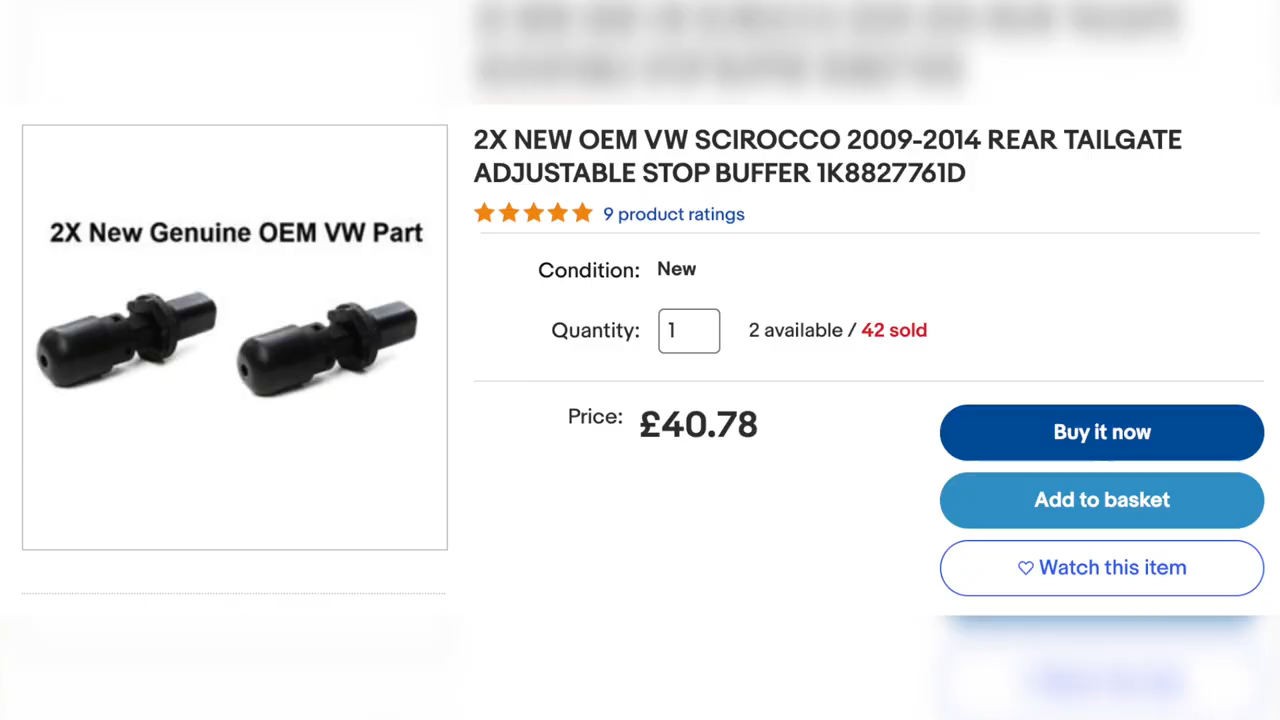 2X NEW OEM VW SCIROCCO 2009-2014 REAR TAILGATE
ADJUSTABLE STOP BUFFER 1K8827761D
9 product ratings
2X New Genuine OEM VW Part
Condition: New
Quantity: 1 2 available / 42 sold
Price: £40.78
Buy it now
Add to basket
Watch this item